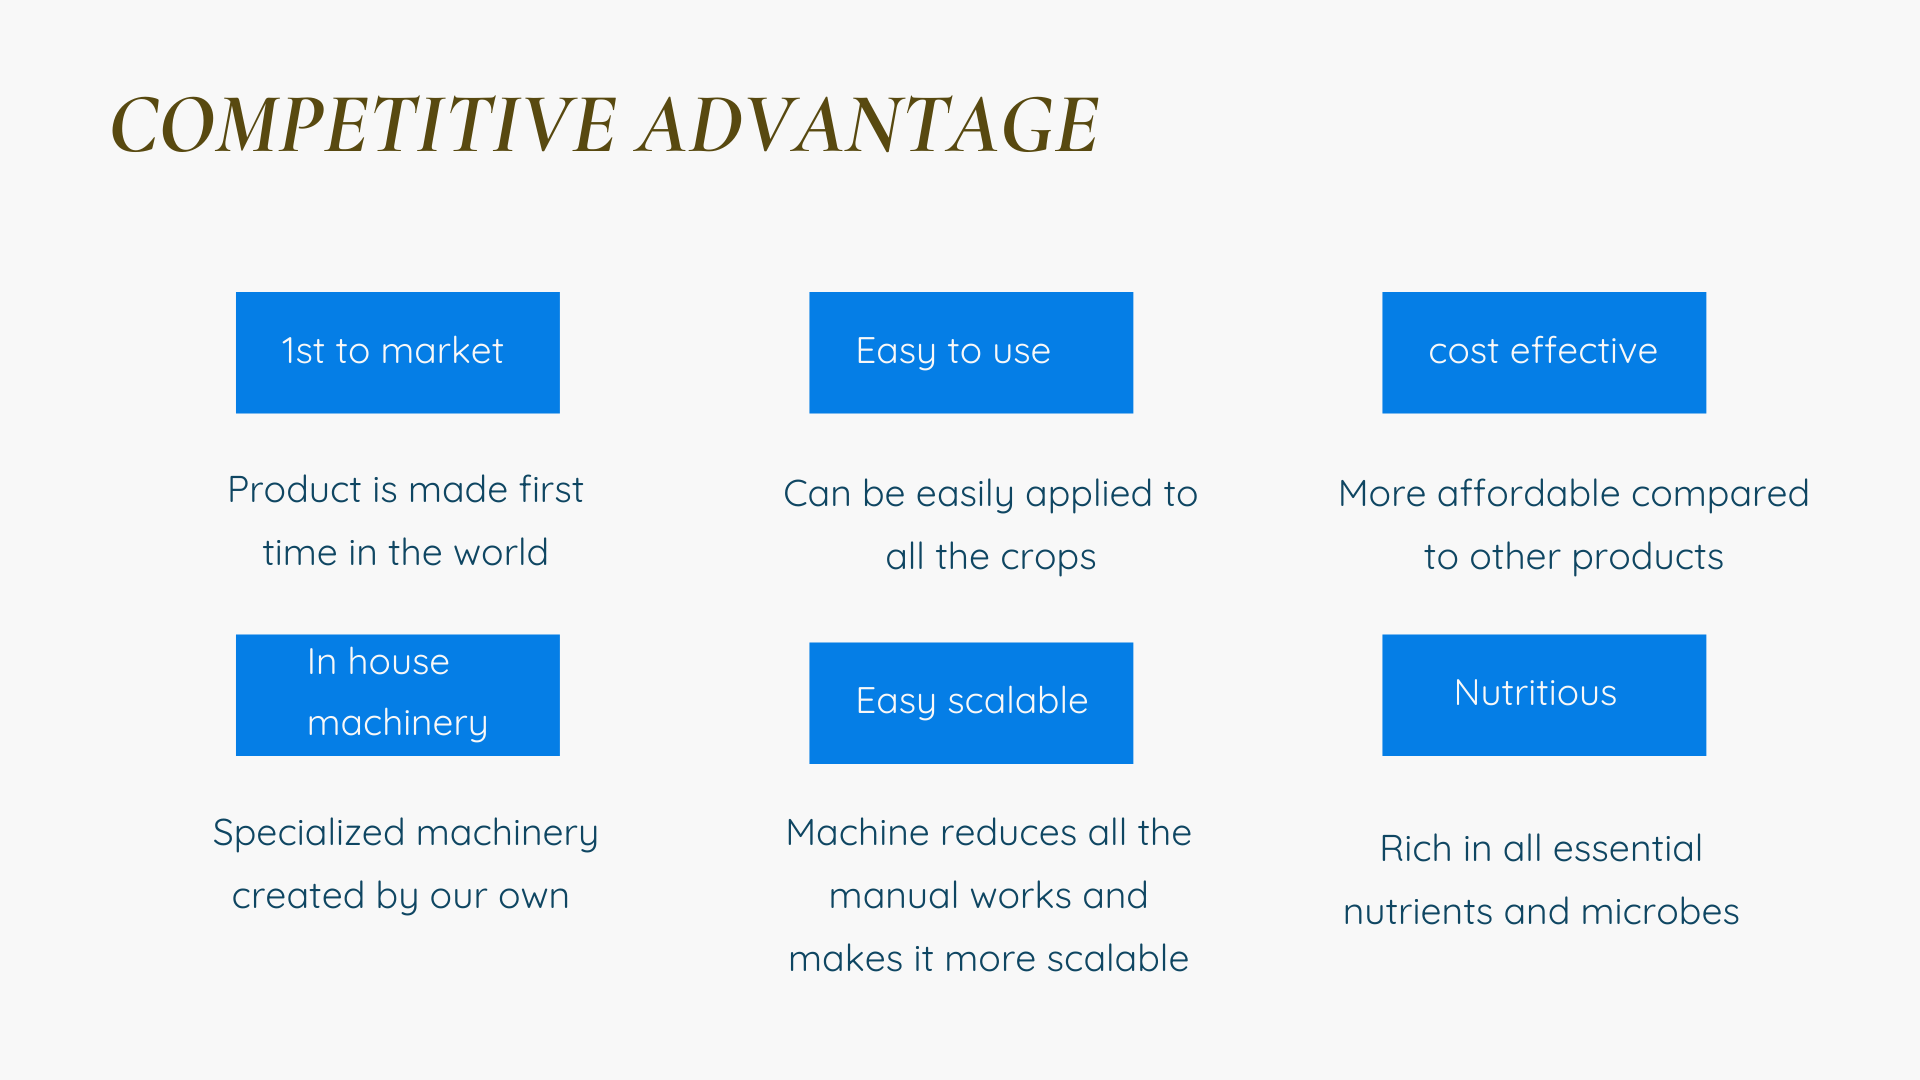 COMPETITIVE ADVANTAGE
1st to market
Product is made first
time in the world
Easy to use
Can be easily applied to
all the crops
cost effective
More affordable compared
to other products
In house
machinery
Specialized machinery
created by our own
Easy scalable
Machine reduces all the
manual works and
makes it more scalable
Nutritious
Rich in all essential
nutrients and microbes